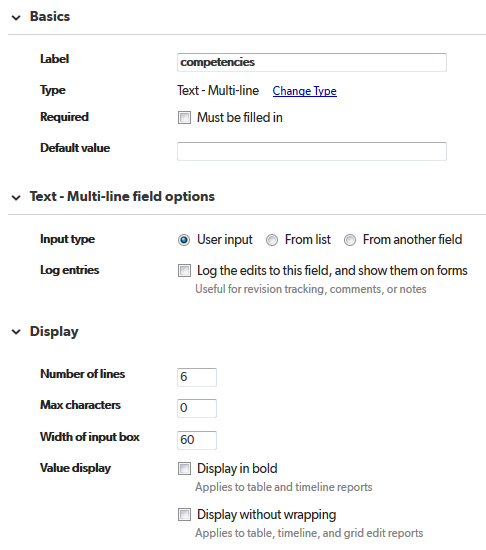 Basics
Label competencies
Type Text - Multi-line Change Type
Required Must be filled in
Default value
Text - Multi-line field options
Input type User input From list From another field
Log entries Log the edits to this field, and show them on forms
Useful for revision tracking, comments, or notes
Display
Number of lines 6
Max characters 0
Width of input box 60
Value display Display in bold
Applies to table and timeline reports
Display without wrapping
Applies to table, timeline, and grid edit reports